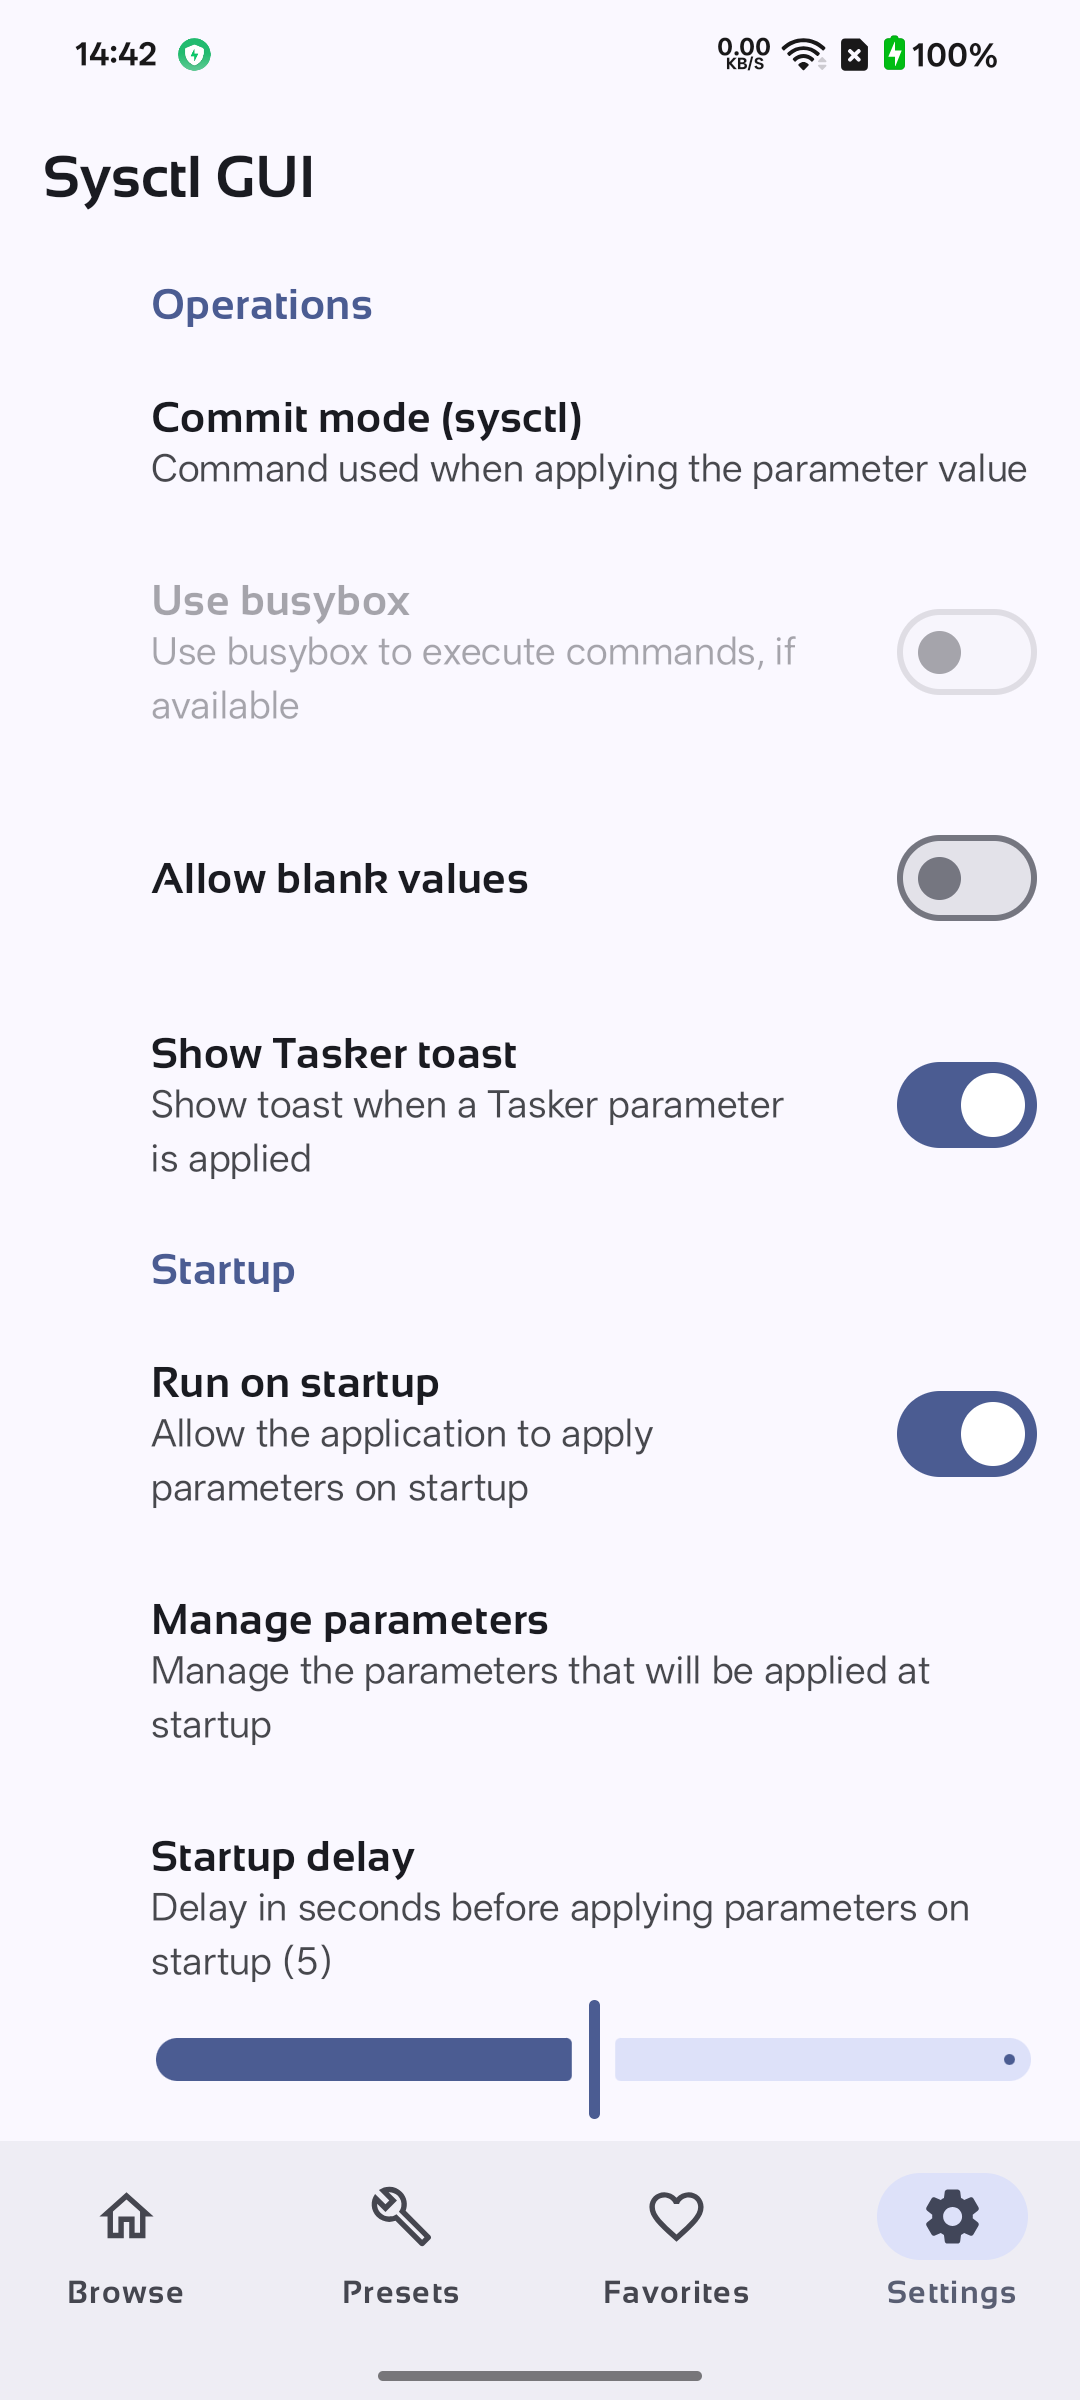 14:42
0.00
KB/S
100%
Sysctl GUI
Operations
Commit mode (sysctl)
Command used when applying the parameter value
Use busybox
Use busybox to execute commands, if
available
Allow blank values
Show Tasker toast
Show toast when a Tasker parameter
is applied
Startup
Run on startup
Allow the application to apply
parameters on startup
Manage parameters
Manage the parameters that will be applied at
startup
Startup delay
Delay in seconds before applying parameters on
startup (5)
Browse
Presets
Favorites
Settings